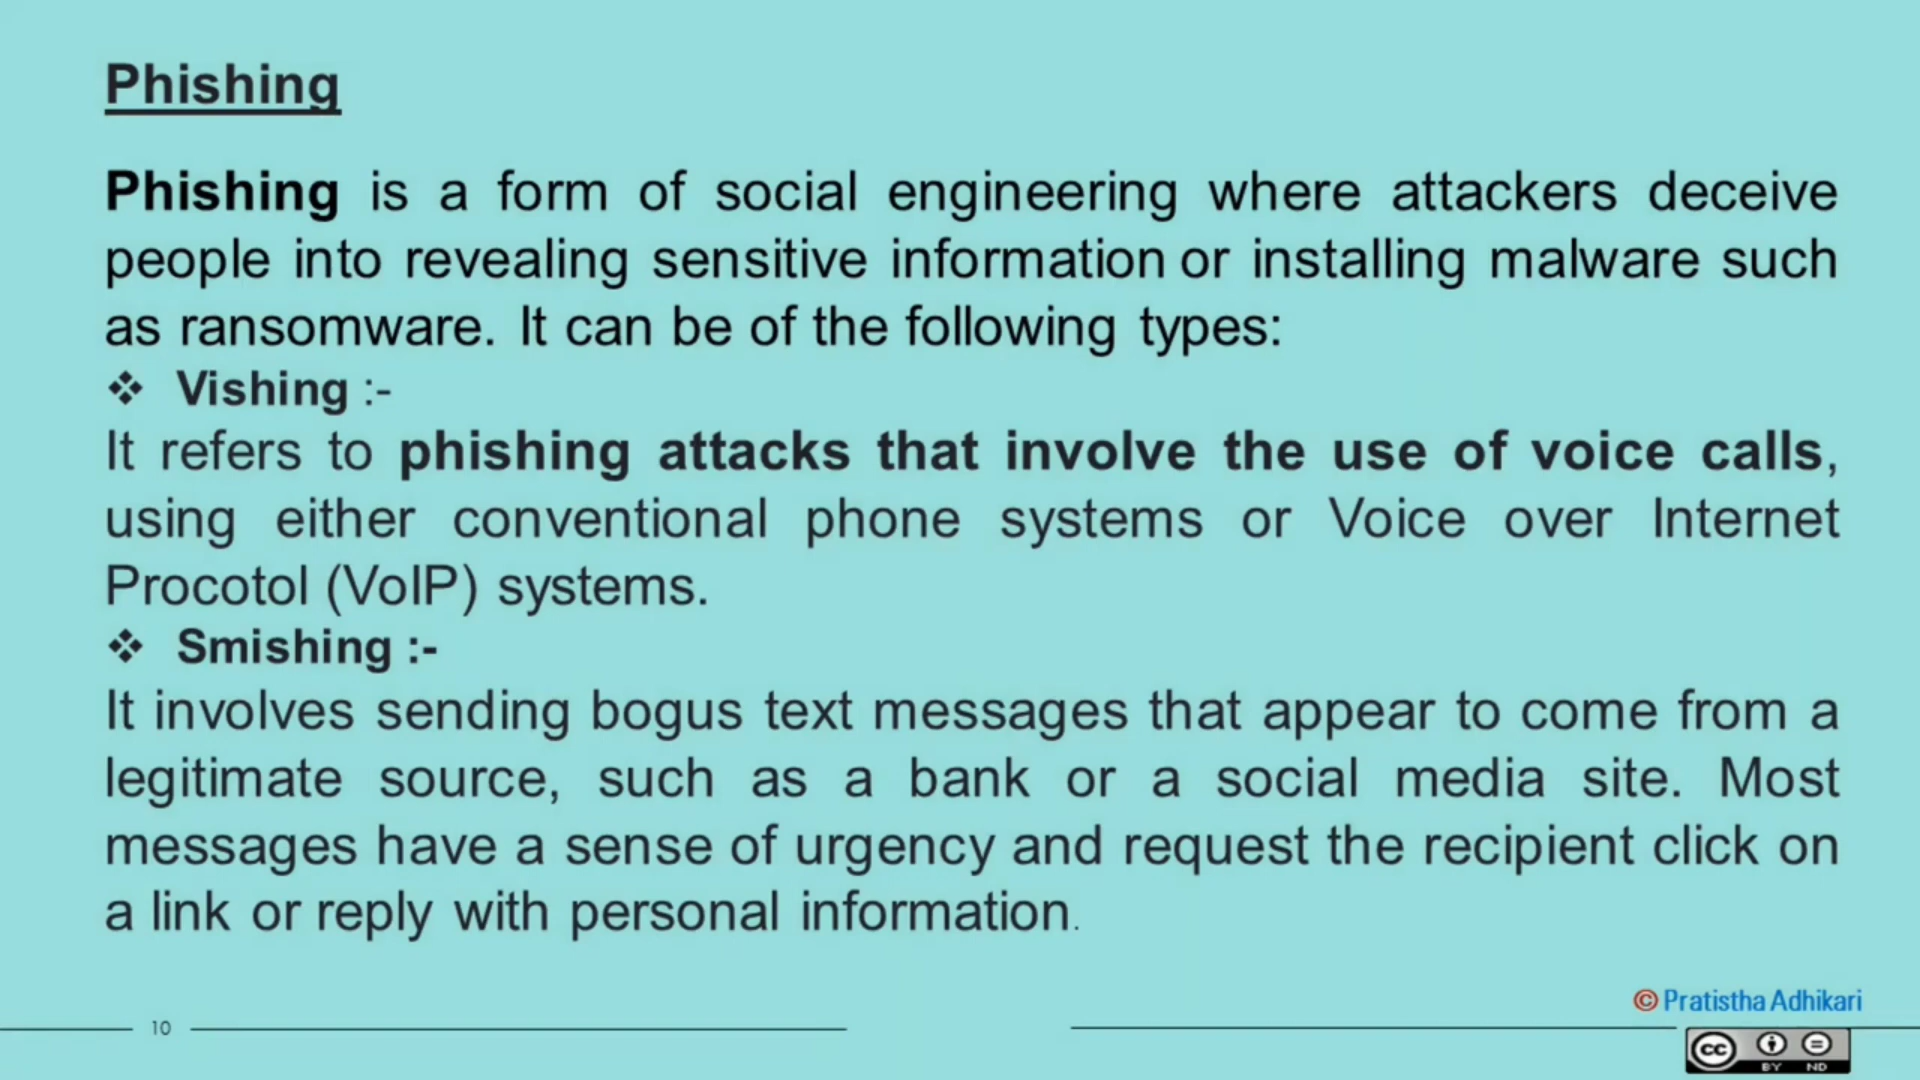 Phishing
Phishing is a form of social engineering where attackers deceive
people into revealing sensitive information or installing malware such
as ransomware. It can be of the following types:
❖ Vishing :-
It refers to phishing attacks that involve the use of voice calls,
using either conventional phone systems or Voice over Internet
Procotol (VoIP) systems.
❖ Smishing :-
It involves sending bogus text messages that appear to come from a
legitimate source, such as a bank or a social media site. Most
messages have a sense of urgency and request the recipient click on
a link or reply with personal information.
© Pratistha Adhikari
10
cc BY ND